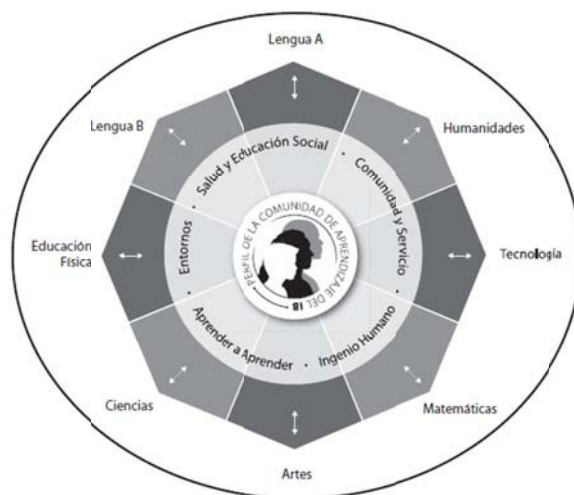 Lengua A
Lengua B
Humanidades
Salud y Educación Social
·
Comunidad y Servicio
·
Entornos
·
PERFIL DE LA COMUNIDAD DE APRENDIZAJE DEL IB
Educación
Física
Tecnología
Aprender a Aprender
·
Ingenio Humano
·
Ciencias
Matemáticas
Artes